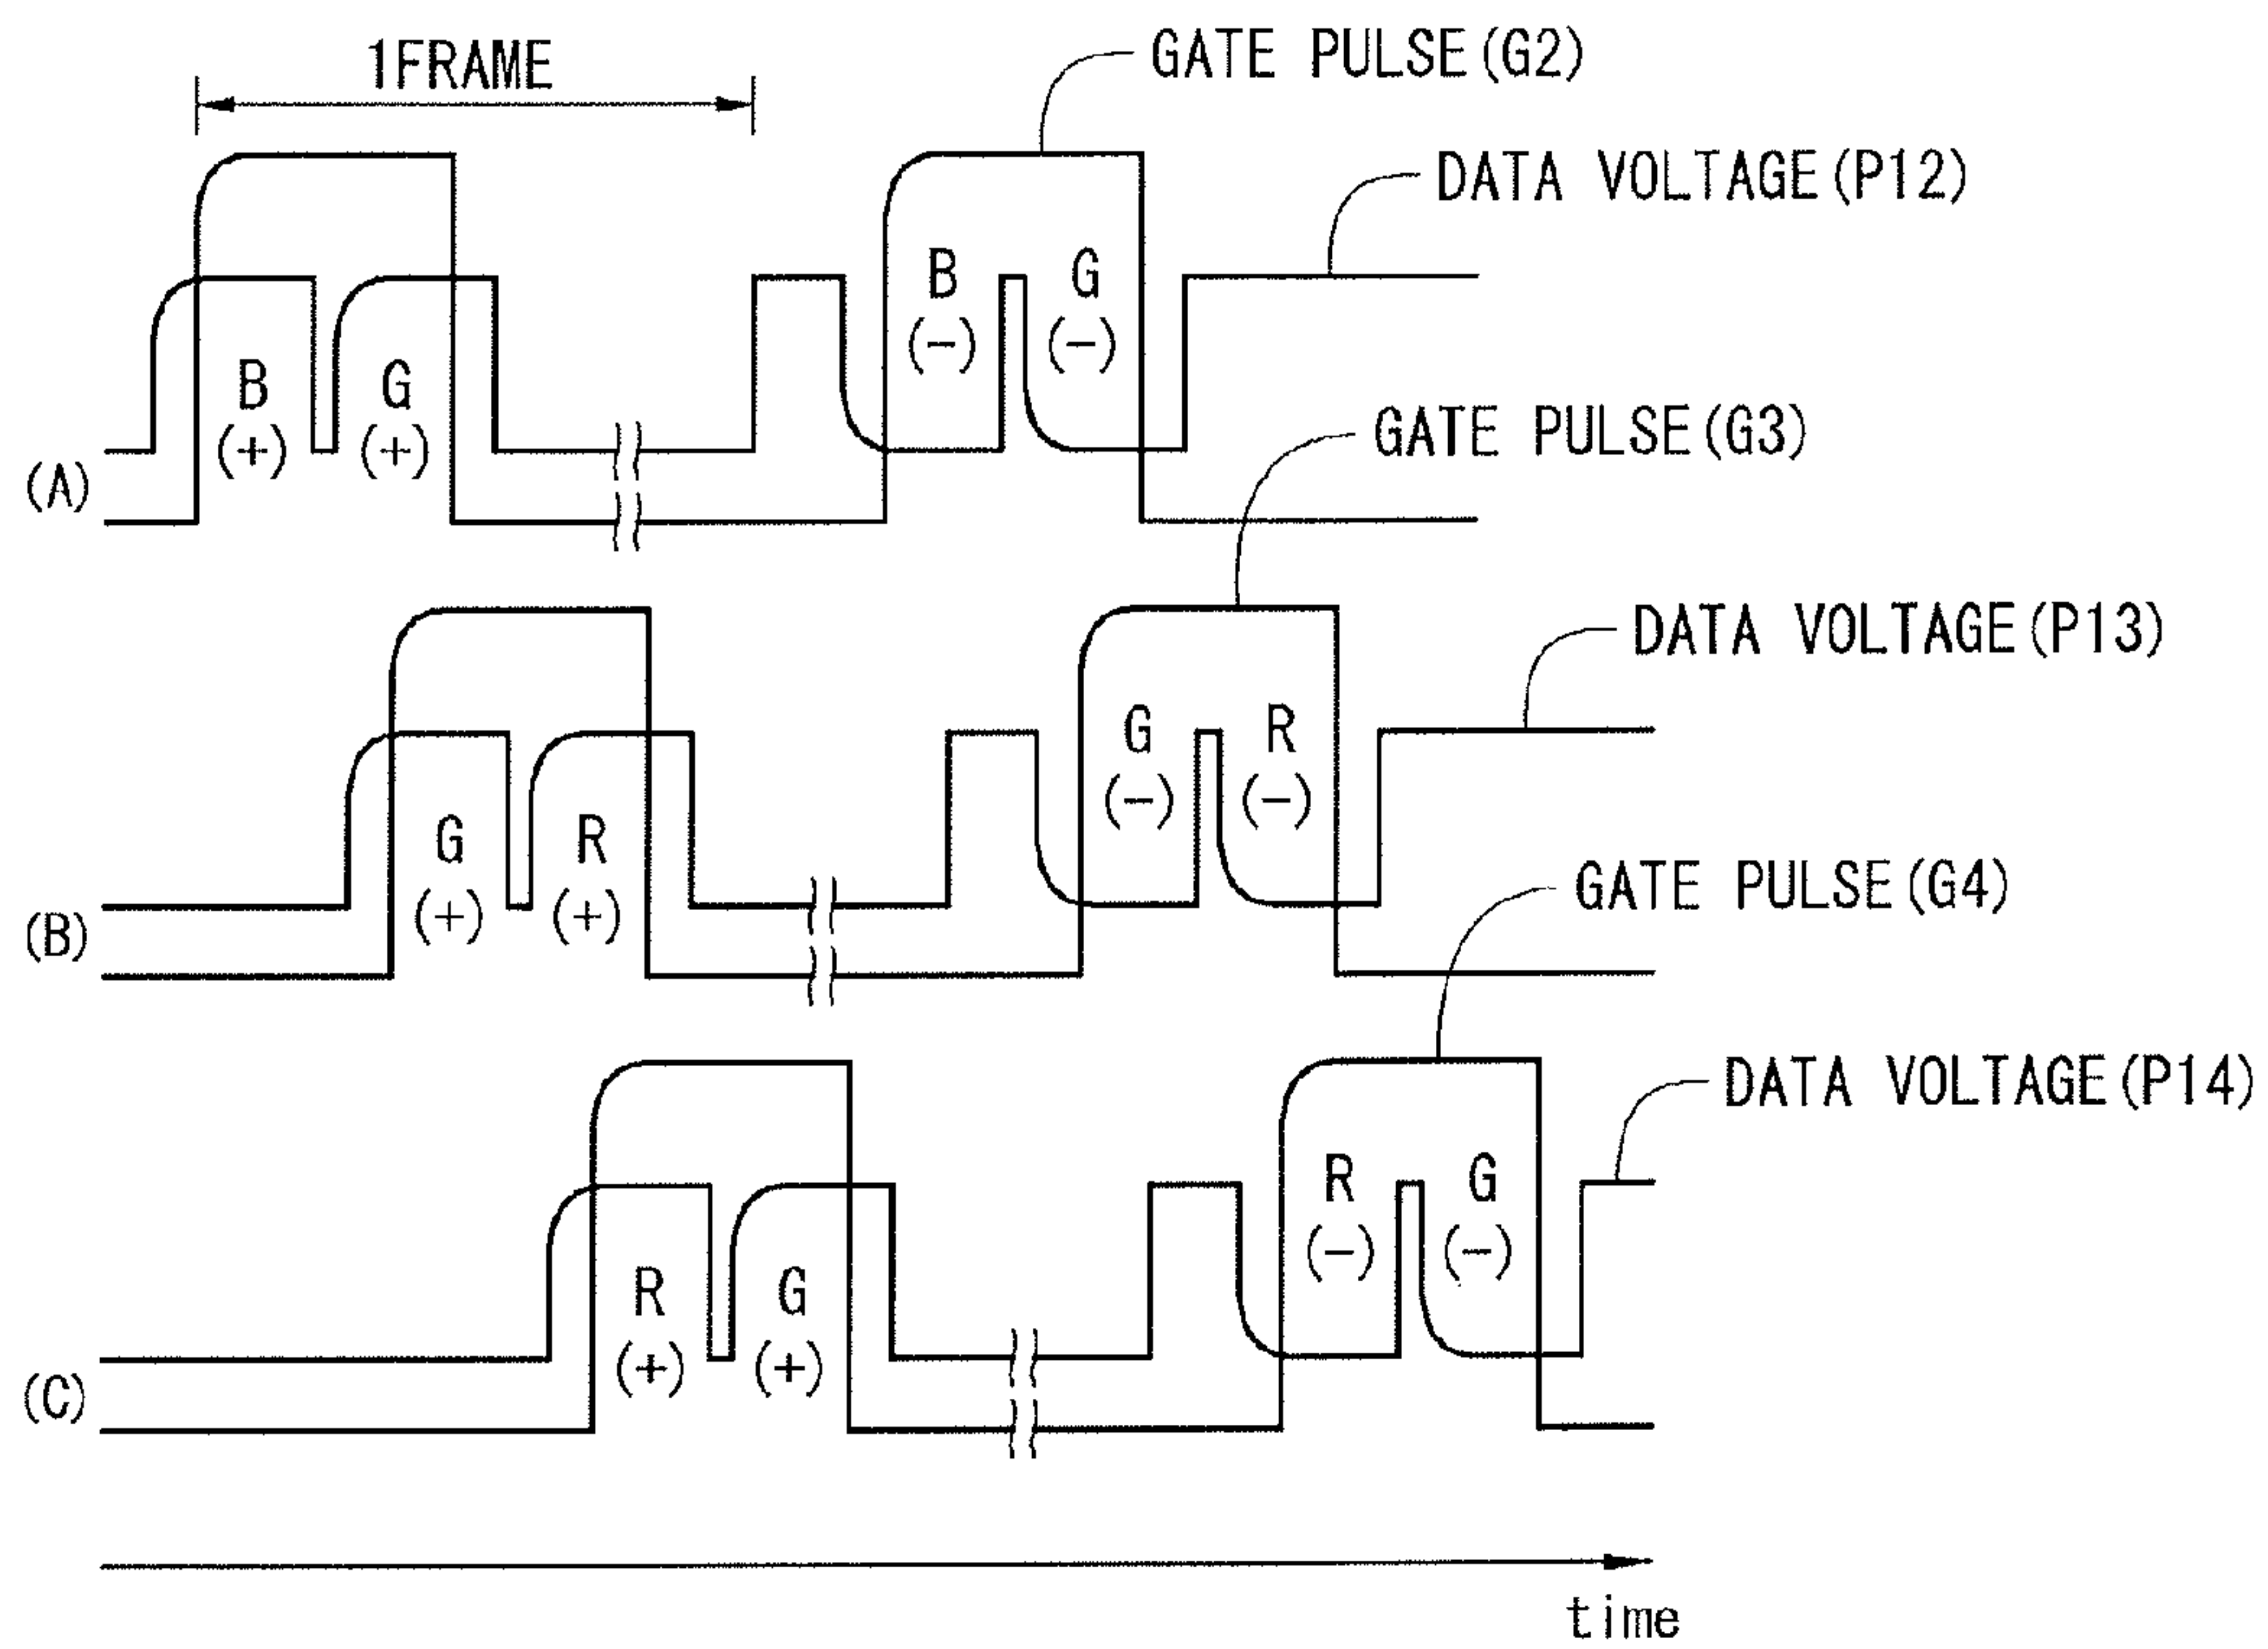 1FRAME
GATE PULSE(G2)
DATA VOLTAGE(P12)
B G
(-) (-)
B G
(+) (+)
(A)
GATE PULSE(G3)
DATA VOLTAGE(P13)
G R
(-) (-)
G R
(+) (+)
(B)
GATE PULSE(G4)
DATA VOLTAGE(P14)
R G
(-) (-)
R G
(+) (+)
(C)
time